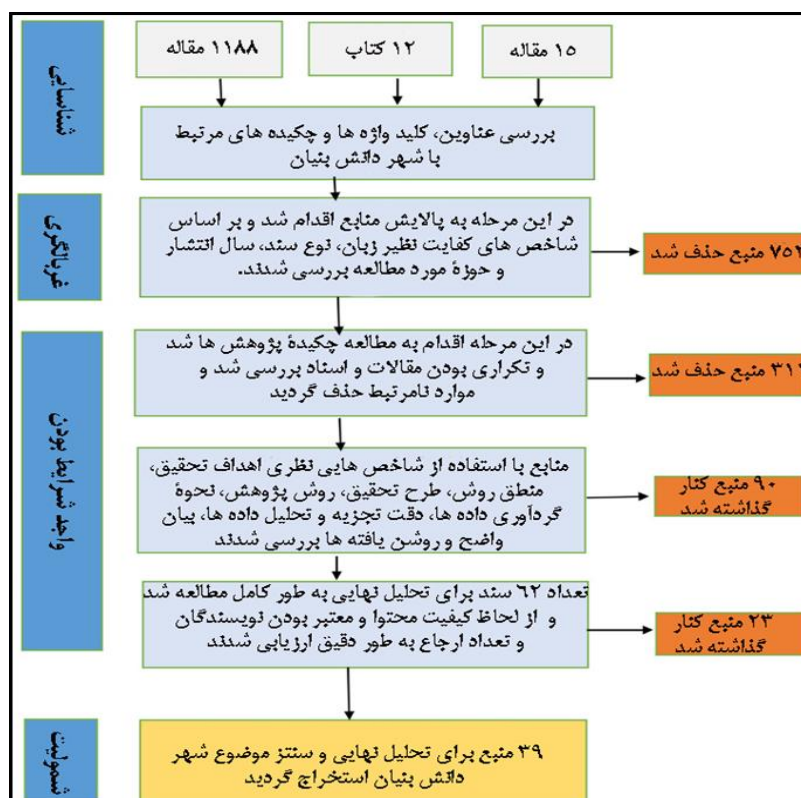 شناسایی
۱۱۸۸ مقاله
۱۲ کتاب
۱۵ مقاله
بررسی عناوین، کلید واژه ها و چکیده های مرتبط
با شهر دانش بنیان
غربالگری
در این مرحله به پالایش منابع اقدام شد و بر اساس
شاخص های کفایت نظیر زبان، نوع سند، سال انتشار
و حوزهٔ مورد مطالعه بررسی شدند.
منبع حذف شد
واجد شرایط بودن
در این مرحله اقدام به مطالعه چکیدهٔ پژوهش ها شد
و تکراری بودن مقالات و اسناد بررسی شد و
موارد نامرتبط حذف گردید
منبع حذف شد
منابع با استفاده از شاخص هایی نظری اهداف تحقیق،
منطق روش، طرح تحقیق، روش پژوهش، نحوهٔ
گردآوری داده ها، دقت تجزیه و تحلیل داده ها، بیان
واضح و روشن یافته ها بررسی شدند
۹۰ منبع کنار
گذاشته شد
تعداد ۶۲ سند برای تحلیل نهایی به طور کامل مطالعه شد
و از لحاظ کیفیت محتوا و معتبر بودن نویسندگان
و تعداد ارجاع به طور دقیق ارزیابی شدند
۲۳ منبع کنار
گذاشته شد
شمولیت
۳۹ منبع برای تحلیل نهایی و سنتز موضوع شهر
دانش بنیان استخراج گردید